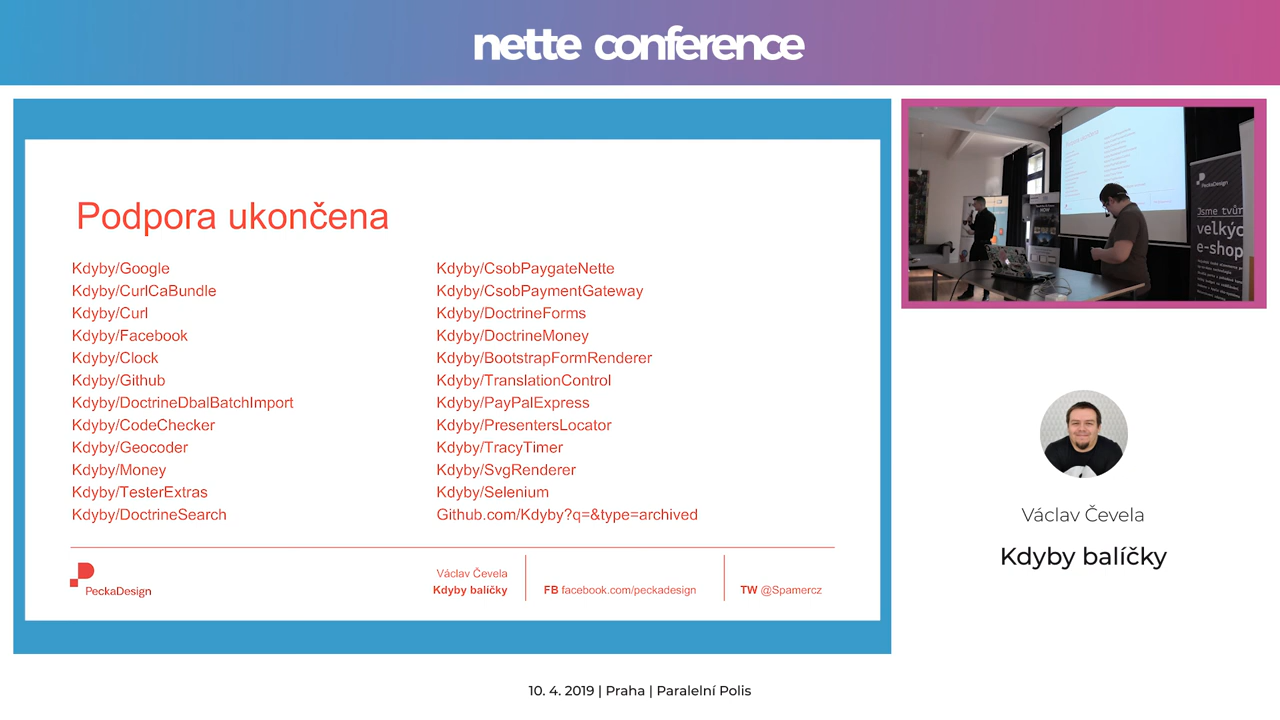 nette conference
Podpora ukončena
Kdyby/Google
Kdyby/CurlCaBundle
Kdyby/Curl
Kdyby/Facebook
Kdyby/Clock
Kdyby/Github
Kdyby/DoctrineDbalBatchImport
Kdyby/CodeChecker
Kdyby/Geocoder
Kdyby/Money
Kdyby/TesterExtras
Kdyby/DoctrineSearch
Kdyby/CsobPaygateNette
Kdyby/CsobPaymentGateway
Kdyby/DoctrineForms
Kdyby/DoctrineMoney
Kdyby/BootstrapFormRenderer
Kdyby/TranslationControl
Kdyby/PayPalExpress
Kdyby/PresentersLocator
Kdyby/TracyTimer
Kdyby/SvgRenderer
Kdyby/Selenium
Github.com/Kdyby?q=&type=archived
PeckaDesign
Václav Čevela
Kdyby balíčky
FB facebook.com/peckadesign
TW @Spamercz
PeckaDesign
Jsme tvůr
velkýc
e-shop
Václav Čevela
Kdyby balíčky
10. 4. 2019 | Praha | Paralelní Polis